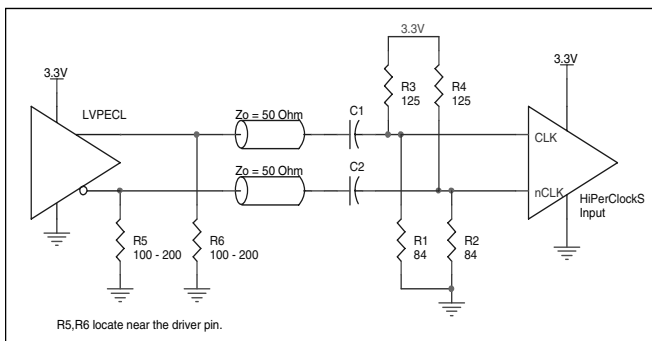 3.3V
3.3V
3.3V
LVPECL
R3
125
R4
125
Zo = 50 Ohm
C1
CLK
Zo = 50 Ohm
C2
nCLK
HiPerClockS
Input
R5
100 - 200
R6
100 - 200
R1
84
R2
84
R5,R6 locate near the driver pin.